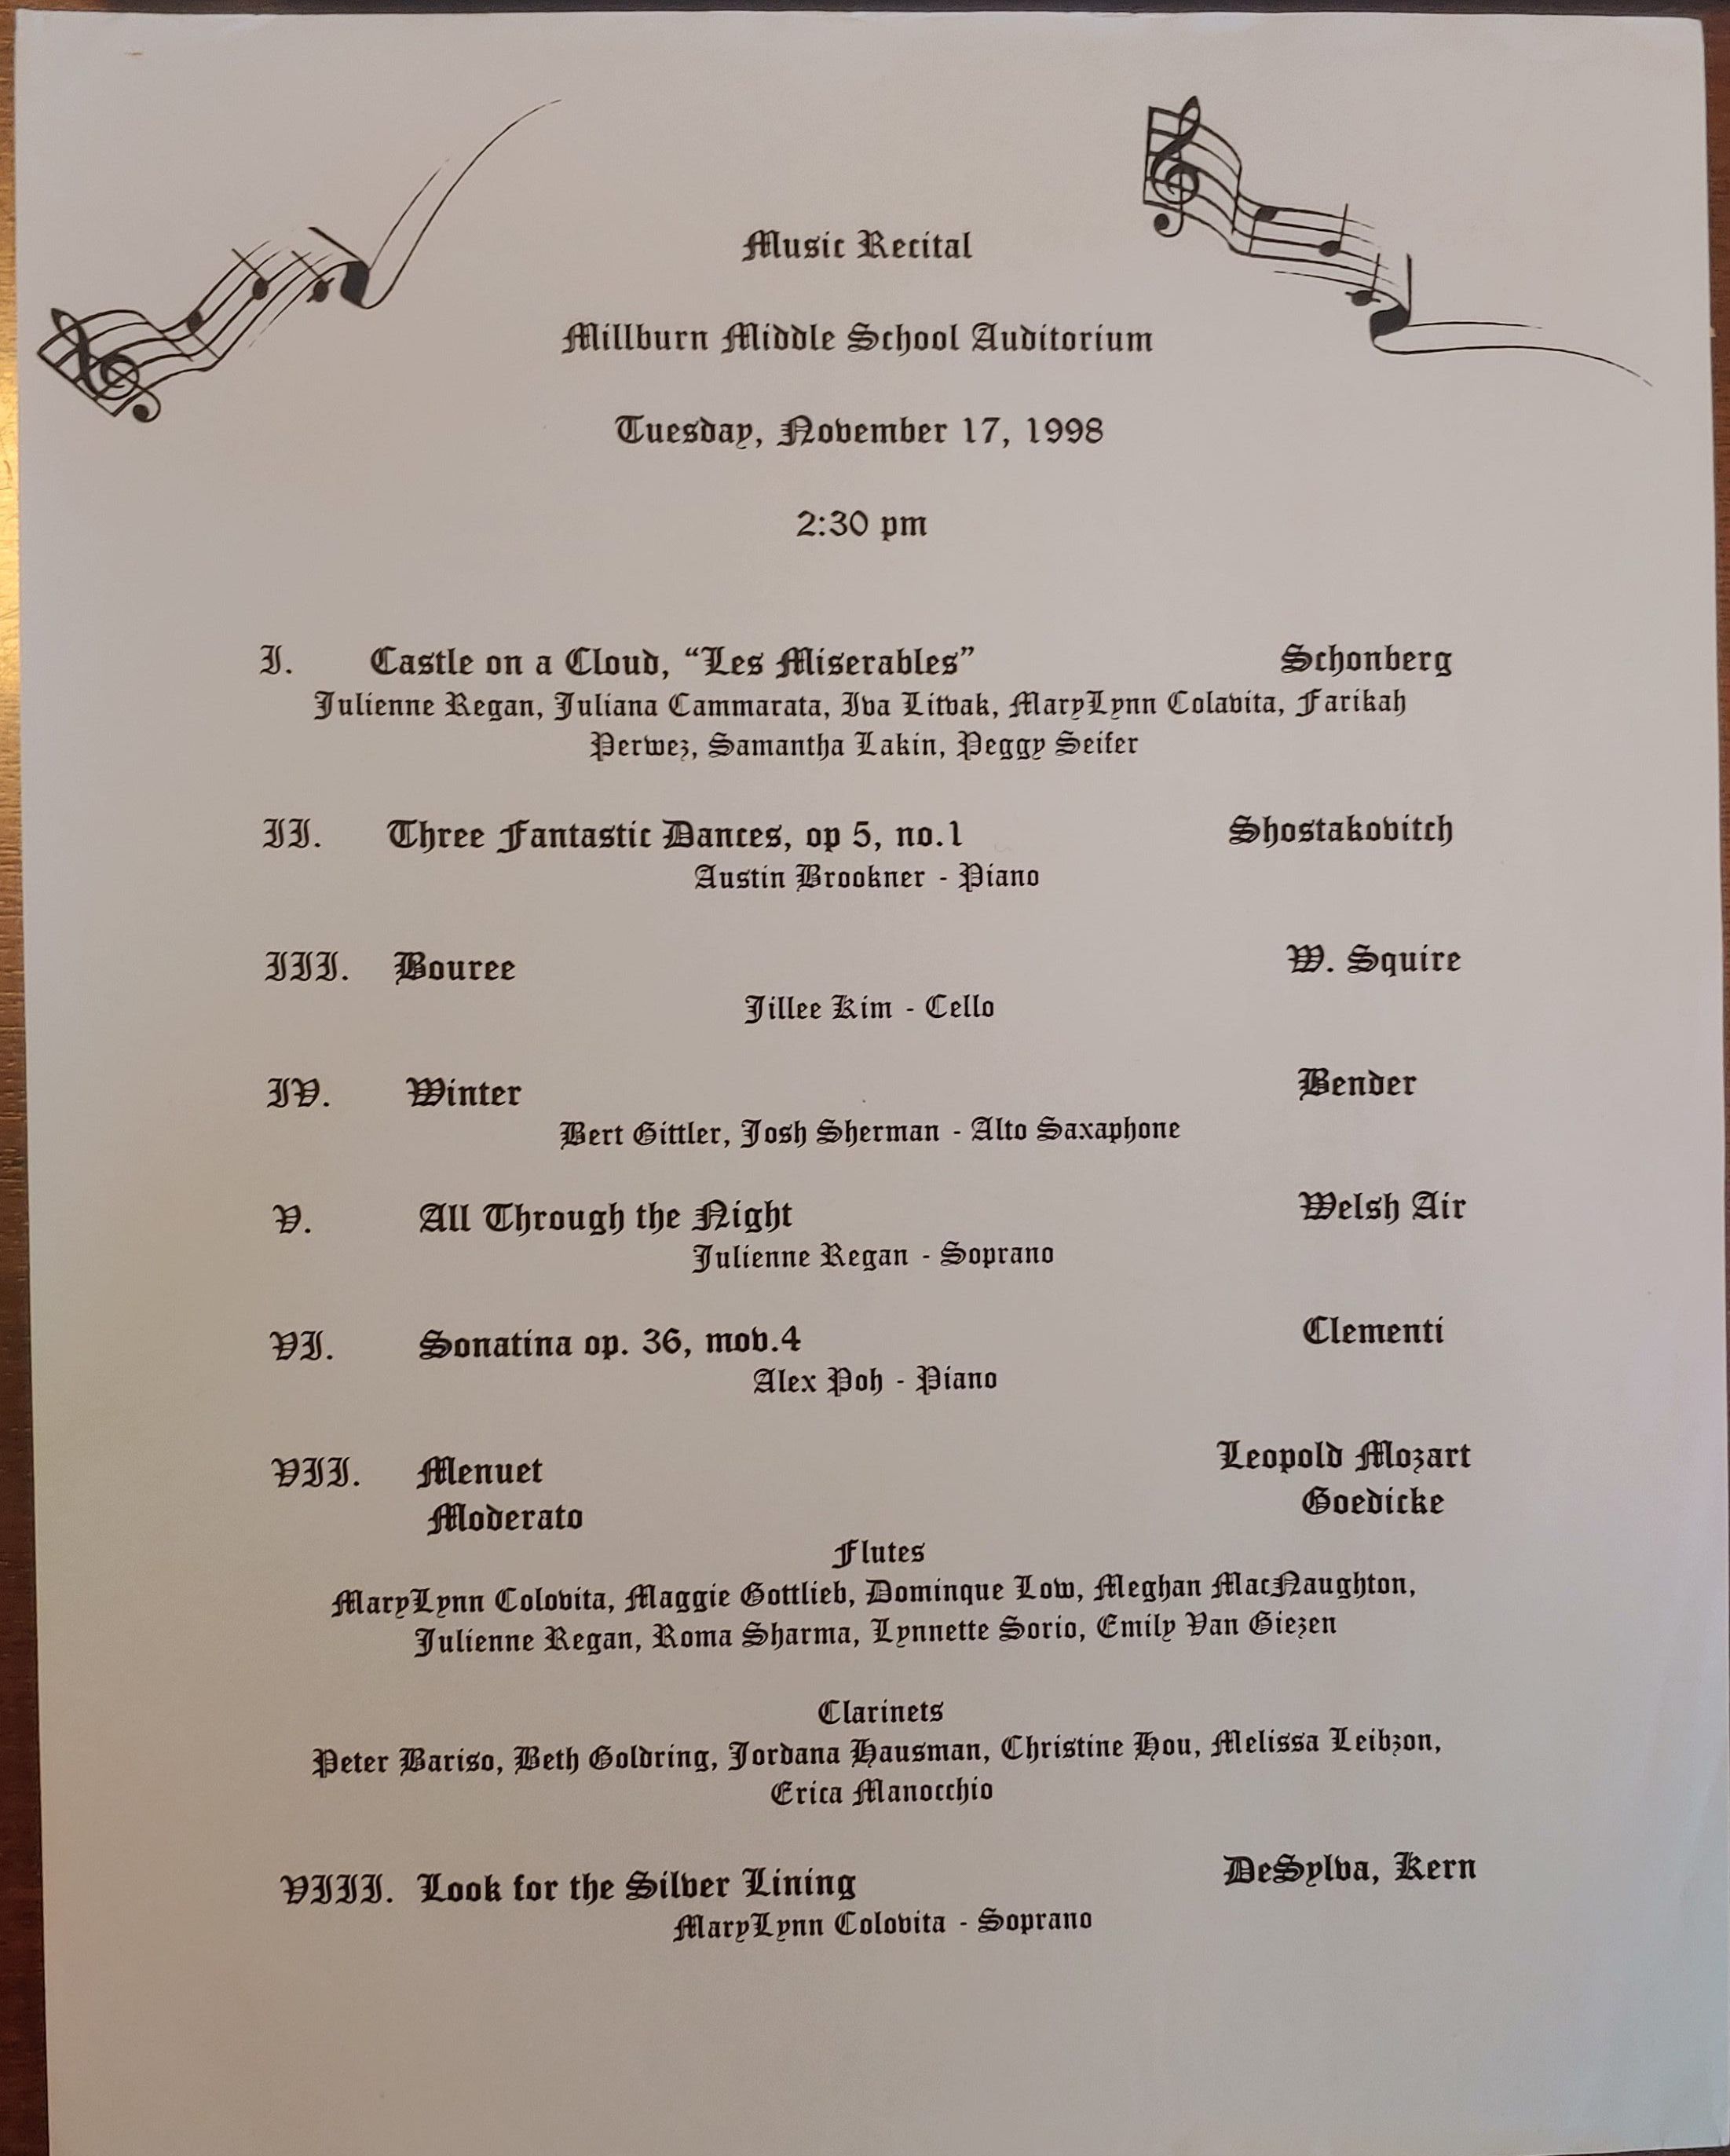 Music Recital
Millburn Middle School Auditorium
Tuesday, November 17, 1998
2:30 pm
I. Castle on a Cloud, “Les Miserables” Schonberg
Julienne Regan, Juliana Cammarata, Iva Litvak, MaryLynn Colavita, Farikah
Perwez, Samantha Lakin, Peggy Seifer
II. Three Fantastic Dances, op 5, no.1 Shostakovitch
Austin Brookner - Piano
III. Bouree W. Squire
Jillee Kim - Cello
IV. Winter Bender
Bert Gittler, Josh Sherman - Alto Saxaphone
V. All Through the Night Welsh Air
Julienne Regan - Soprano
VI. Sonatina op. 36, mov.4 Clementi
Alex Poh - Piano
VII. Menuet Leopold Mozart
Moderato Goedicke
Flutes
MaryLynn Colovita, Maggie Gottlieb, Dominque Low, Meghan MacNaughton,
Julienne Regan, Roma Sharma, Lynnette Sorio, Emily Van Giezen
Clarinets
Peter Bariso, Beth Goldring, Jordana Hausman, Christine Hou, Melissa Leibzon,
Erica Manocchio
VIII. Look for the Silver Lining DeSylva, Kern
MaryLynn Colovita - Soprano